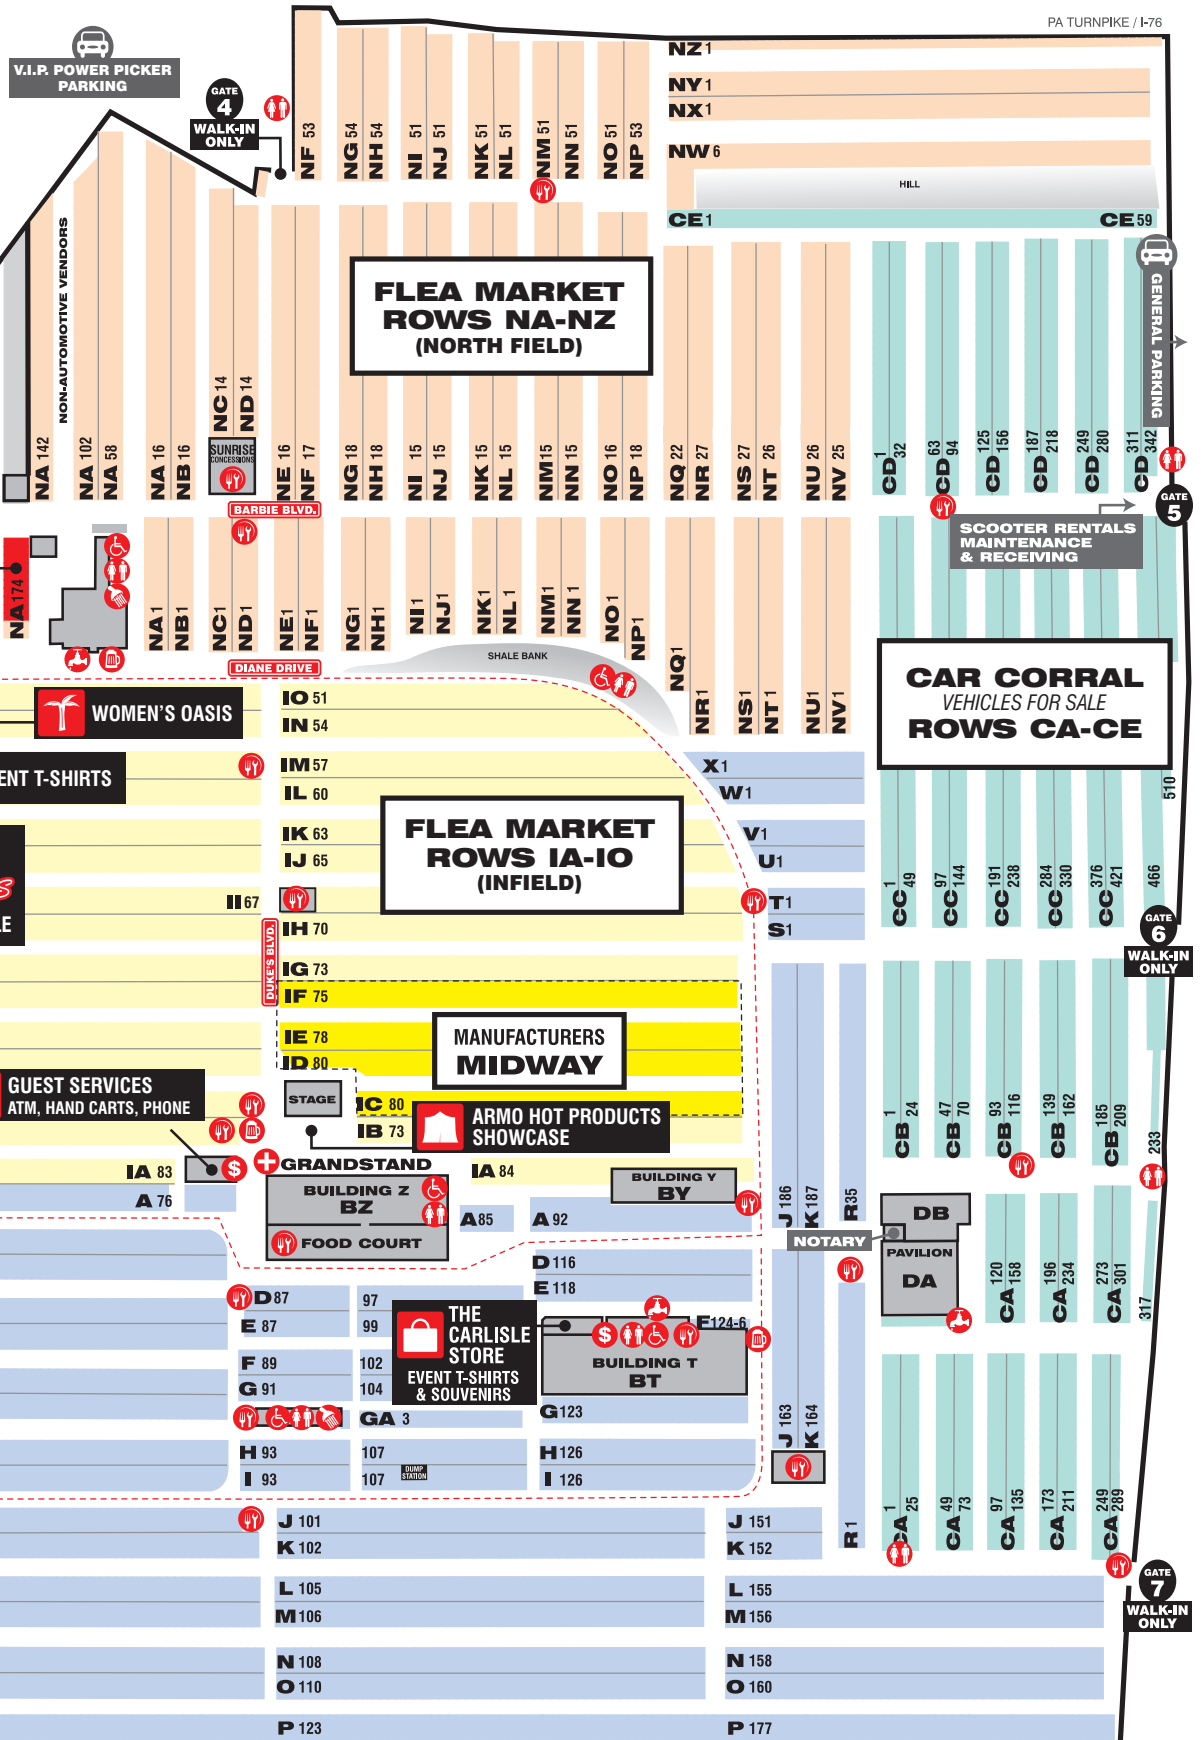 PA TURNPIKE / I-76
V.I.P. POWER PICKER
PARKING
GATE
4
WALK-IN
ONLY
NF 53
NG 54
NH 54
NI 51
NJ 51
NK 51
NL 51
NM 51
NN 51
NO 51
NP 53
NZ 1
NY 1
NX 1
NW 6
HILL
CE 1
CE 59
NON-AUTOMOTIVE VENDORS
FLEA MARKET
ROWS NA-NZ
(NORTH FIELD)
GENERAL PARKING
NA 142
NA 102
NA 58
NA 16
NB 16
NC 14
ND 14
SUNRISE
CONCESSIONS
NE 16
NF 17
NG 18
NH 18
NI 15
NJ 15
NK 15
NL 15
NM 15
NN 15
NO 16
NP 18
NQ 22
NR 27
NS 27
NT 26
NU 26
NV 25
CD 1
32
CD 63
94
CD 125
156
CD 187
218
CD 249
280
CD 311
342
GATE
5
BARBIE BLVD.
SCOOTER RENTALS
MAINTENANCE
& RECEIVING
NA 174
NA 1
NB 1
NC 1
ND 1
NE 1
NF 1
NG 1
NH 1
NI 1
NJ 1
NK 1
NL 1
NM 1
NN 1
NO 1
NP 1
NQ 1
NR 1
NS 1
NT 1
NU 1
NV 1
DIANE DRIVE
SHALE BANK
CAR CORRAL
VEHICLES FOR SALE
ROWS CA-CE
WOMEN'S OASIS
IO 51
IN 54
ENT T-SHIRTS
IM 57
IL 60
X 1
W 1
510
FLEA MARKET
ROWS IA-IO
(INFIELD)
IK 63
IJ 65
V 1
U 1
S
LE
II 67
IH 70
T 1
S 1
CC 1
49
CC 97
144
CC 191
238
CC 284
330
CC 376
421
466
GATE
6
WALK-IN
ONLY
DUKE'S BLVD.
IG 73
IF 75
IE 78
ID 80
MANUFACTURERS
MIDWAY
GUEST SERVICES
ATM, HAND CARTS, PHONE
STAGE
IC 80
IB 73
ARMO HOT PRODUCTS
SHOWCASE
CB 1
24
CB 47
70
CB 93
116
CB 139
162
CB 185
209
233
IA 83
$
GRANDSTAND
IA 84
A 76
BUILDING Z
BZ
FOOD COURT
A 85
A 92
BUILDING Y
BY
J 186
K 187
R 35
NOTARY
DB
PAVILION
DA
D 116
E 118
CA 120
158
CA 196
234
CA 273
301
317
D 87
97
E 87
99
THE
CARLISLE
STORE
EVENT T-SHIRTS
& SOUVENIRS
$
F 124-6
BUILDING T
BT
F 89
102
G 91
104
GA 3
G 123
J 163
K 164
H 93
107
H 126
I 93
107
DUMP
STATION
I 126
CA 1
25
CA 49
73
CA 97
135
CA 173
211
CA 249
289
R 1
J 101
K 102
J 151
K 152
GATE
7
WALK-IN
ONLY
L 105
M 106
L 155
M 156
N 108
O 110
N 158
O 160
P 123
P 177